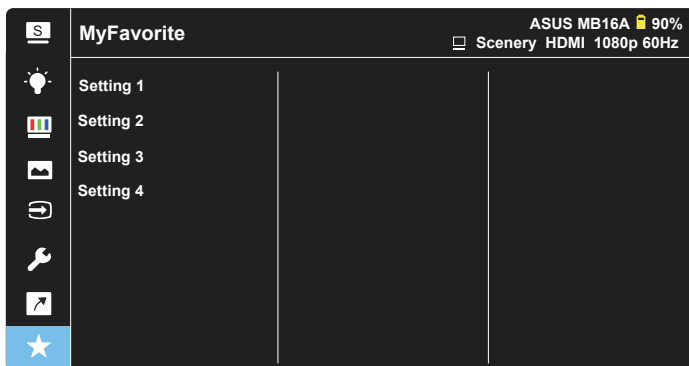 S
MyFavorite
ASUS MB16A 90%
Scenery HDMI 1080p 60Hz
Setting 1
Setting 2
Setting 3
Setting 4